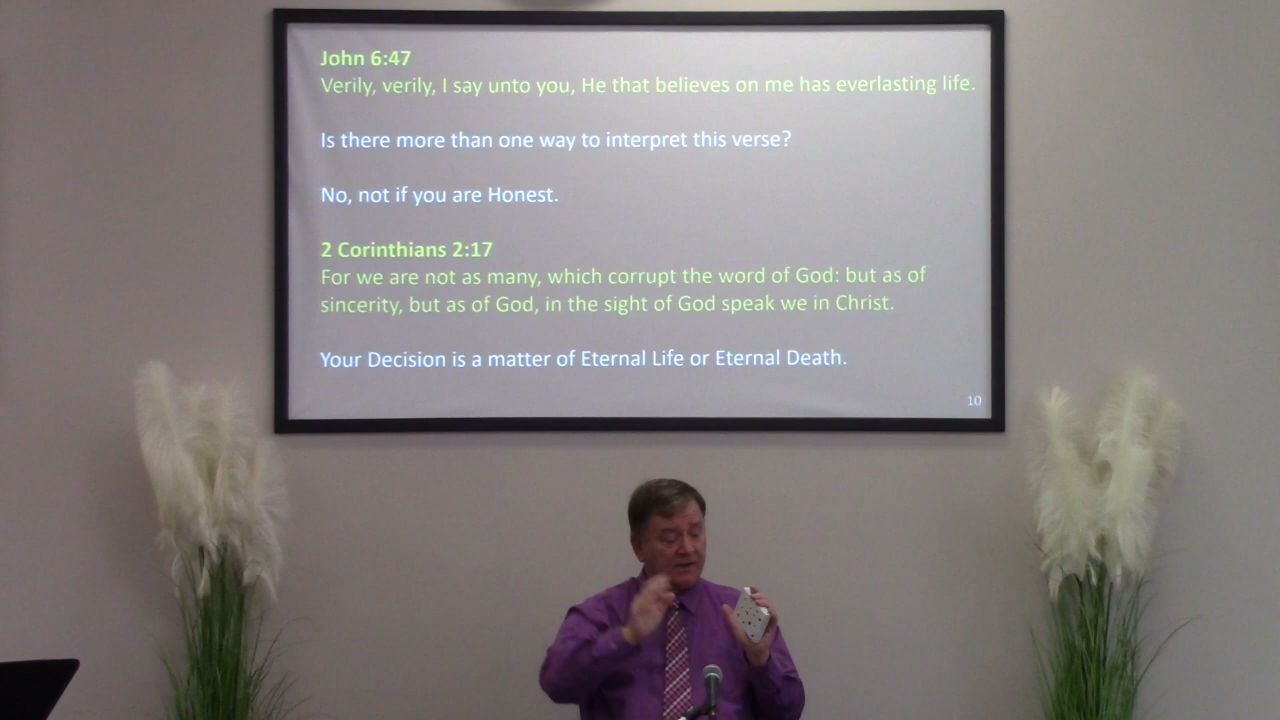 John 6:47
Verily, verily, I say unto you, He that believes on me has everlasting life.
Is there more than one way to interpret this verse?
No, not if you are Honest.
2 Corinthians 2:17
For we are not as many, which corrupt the word of God: but as of
sincerity, but as of God, in the sight of God speak we in Christ.
Your Decision is a matter of Eternal Life or Eternal Death.
10